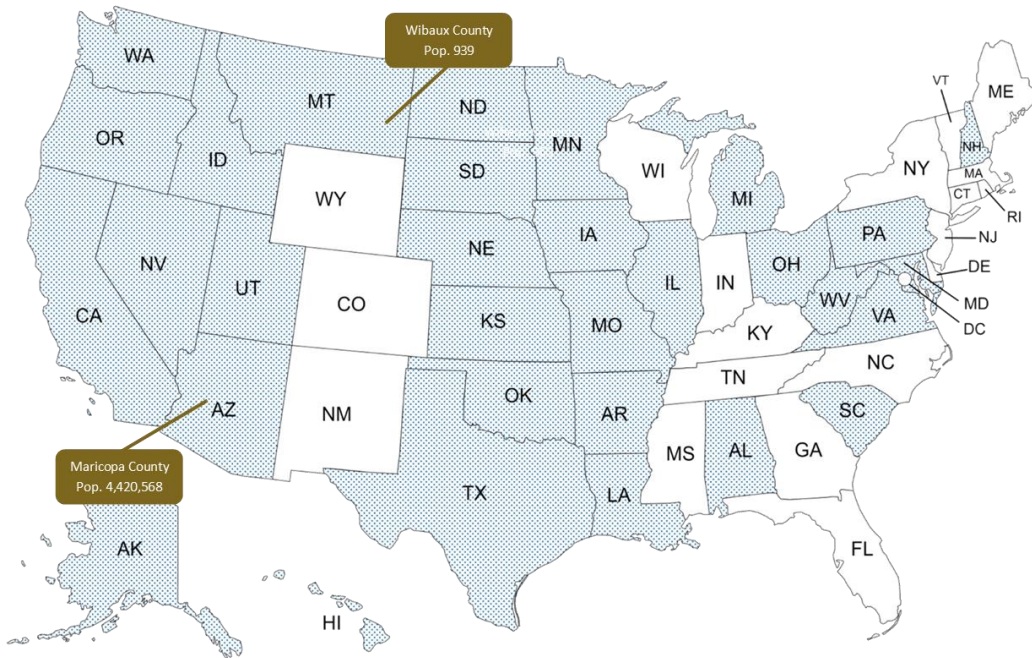 Wibaux County
Pop. 939
WA
MT
ND
MN
VT
ME
OR
ID
SD
WI
NY
NH
MA
CT
RI
WY
MI
NJ
NE
IA
PA
NV
UT
CO
IL
IN
OH
DE
CA
KS
MO
WV
VA
MD
DC
KY
NC
TN
AZ
NM
OK
AR
SC
MS
AL
GA
Maricopa County
Pop. 4,420,568
TX
LA
FL
AK
HI